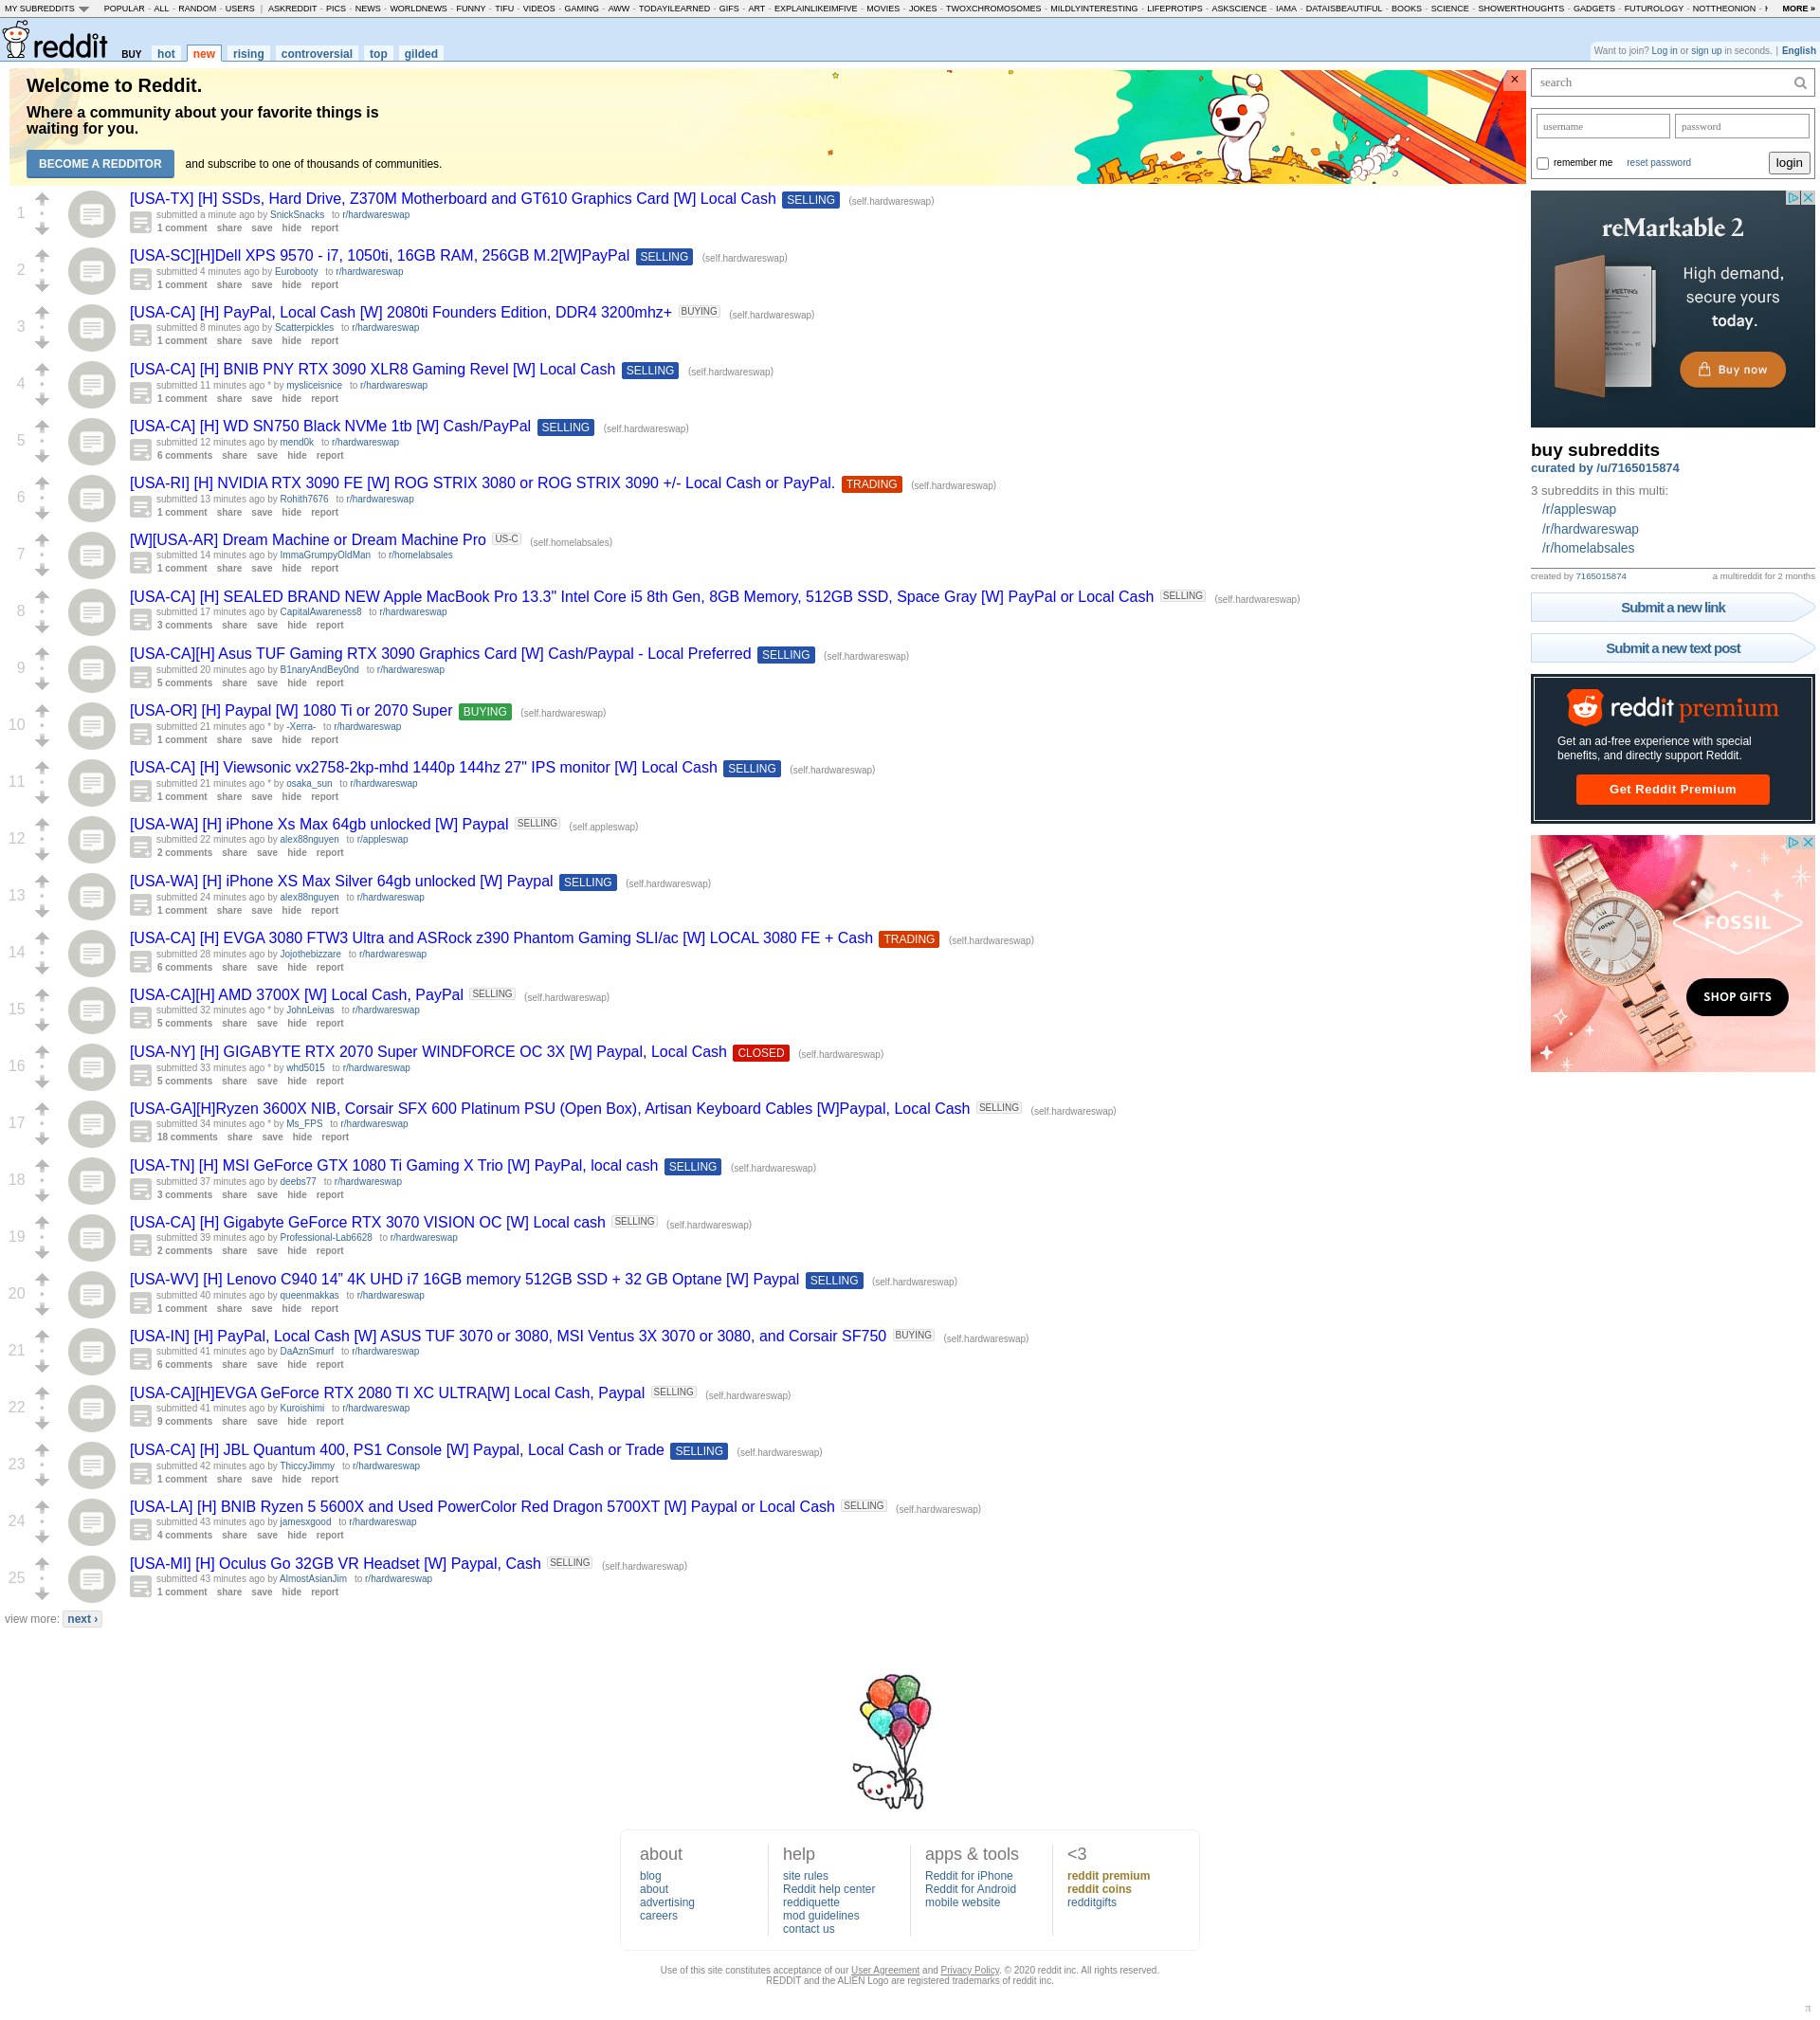 MY SUBREDDITS POPULAR - ALL - RANDOM - USERS | ASKREDDIT - PICS - NEWS - WORLDNEWS - FUNNY - TIFU - VIDEOS - GAMING - AWW - TODAYILEARNED - GIFS - ART - EXPLAINLIKEIMFIVE - MOVIES - JOKES - TWOXCHROMOSOMES - MILDLYINTERESTING - LIFEPROTIPS - ASKSCIENCE - IAMA - DATAISBEAUTIFUL - BOOKS - SCIENCE - SHOWERTHOUGHTS - GADGETS - FUTUROLOGY - NOTTHEONION - MORE »
reddit BUY hot new rising controversial top gilded
Want to join? Log in or sign up in seconds. | English
Welcome to Reddit.
Where a community about your favorite things is
waiting for you.
BECOME A REDDITOR and subscribe to one of thousands of communities.
×
1
[USA-TX] [H] SSDs, Hard Drive, Z370M Motherboard and GT610 Graphics Card [W] Local Cash SELLING (self.hardwareswap)
submitted a minute ago by SnickSnacks to r/hardwareswap
1 comment share save hide report
2
[USA-SC][H]Dell XPS 9570 - i7, 1050ti, 16GB RAM, 256GB M.2[W]PayPal SELLING (self.hardwareswap)
submitted 4 minutes ago by Eurobooty to r/hardwareswap
1 comment share save hide report
3
[USA-CA] [H] PayPal, Local Cash [W] 2080ti Founders Edition, DDR4 3200mhz+ BUYING (self.hardwareswap)
submitted 8 minutes ago by Scatterpickles to r/hardwareswap
1 comment share save hide report
4
[USA-CA] [H] BNIB PNY RTX 3090 XLR8 Gaming Revel [W] Local Cash SELLING (self.hardwareswap)
submitted 11 minutes ago * by mysliceisnice to r/hardwareswap
1 comment share save hide report
5
[USA-CA] [H] WD SN750 Black NVMe 1tb [W] Cash/PayPal SELLING (self.hardwareswap)
submitted 12 minutes ago by mend0k to r/hardwareswap
6 comments share save hide report
6
[USA-RI] [H] NVIDIA RTX 3090 FE [W] ROG STRIX 3080 or ROG STRIX 3090 +/- Local Cash or PayPal. TRADING (self.hardwareswap)
submitted 13 minutes ago by Rohith7676 to r/hardwareswap
1 comment share save hide report
7
[W][USA-AR] Dream Machine or Dream Machine Pro US-C (self.homelabsales)
submitted 14 minutes ago by ImmaGrumpyOldMan to r/homelabsales
1 comment share save hide report
8
[USA-CA] [H] SEALED BRAND NEW Apple MacBook Pro 13.3" Intel Core i5 8th Gen, 8GB Memory, 512GB SSD, Space Gray [W] PayPal or Local Cash SELLING (self.hardwareswap)
submitted 17 minutes ago by CapitalAwareness8 to r/hardwareswap
3 comments share save hide report
9
[USA-CA][H] Asus TUF Gaming RTX 3090 Graphics Card [W] Cash/Paypal - Local Preferred SELLING (self.hardwareswap)
submitted 20 minutes ago by B1naryAndBey0nd to r/hardwareswap
5 comments share save hide report
10
[USA-OR] [H] Paypal [W] 1080 Ti or 2070 Super BUYING (self.hardwareswap)
submitted 21 minutes ago * by -Xerra- to r/hardwareswap
1 comment share save hide report
11
[USA-CA] [H] Viewsonic vx2758-2kp-mhd 1440p 144hz 27" IPS monitor [W] Local Cash SELLING (self.hardwareswap)
submitted 21 minutes ago * by osaka_sun to r/hardwareswap
1 comment share save hide report
12
[USA-WA] [H] iPhone Xs Max 64gb unlocked [W] Paypal SELLING (self.appleswap)
submitted 22 minutes ago by alex88nguyen to r/appleswap
2 comments share save hide report
13
[USA-WA] [H] iPhone XS Max Silver 64gb unlocked [W] Paypal SELLING (self.hardwareswap)
submitted 24 minutes ago by alex88nguyen to r/hardwareswap
1 comment share save hide report
14
[USA-CA] [H] EVGA 3080 FTW3 Ultra and ASRock z390 Phantom Gaming SLI/ac [W] LOCAL 3080 FE + Cash TRADING (self.hardwareswap)
submitted 28 minutes ago by Jojothebizzare to r/hardwareswap
6 comments share save hide report
15
[USA-CA][H] AMD 3700X [W] Local Cash, PayPal SELLING (self.hardwareswap)
submitted 32 minutes ago * by JohnLeivas to r/hardwareswap
5 comments share save hide report
16
[USA-NY] [H] GIGABYTE RTX 2070 Super WINDFORCE OC 3X [W] Paypal, Local Cash CLOSED (self.hardwareswap)
submitted 33 minutes ago * by whd5015 to r/hardwareswap
5 comments share save hide report
17
[USA-GA][H]Ryzen 3600X NIB, Corsair SFX 600 Platinum PSU (Open Box), Artisan Keyboard Cables [W]Paypal, Local Cash SELLING (self.hardwareswap)
submitted 34 minutes ago * by Ms_FPS to r/hardwareswap
18 comments share save hide report
18
[USA-TN] [H] MSI GeForce GTX 1080 Ti Gaming X Trio [W] PayPal, local cash SELLING (self.hardwareswap)
submitted 37 minutes ago by deebs77 to r/hardwareswap
3 comments share save hide report
19
[USA-CA] [H] Gigabyte GeForce RTX 3070 VISION OC [W] Local cash SELLING (self.hardwareswap)
submitted 39 minutes ago by Professional-Lab6628 to r/hardwareswap
2 comments share save hide report
20
[USA-WV] [H] Lenovo C940 14” 4K UHD i7 16GB memory 512GB SSD + 32 GB Optane [W] Paypal SELLING (self.hardwareswap)
submitted 40 minutes ago by queenmakkas to r/hardwareswap
1 comment share save hide report
21
[USA-IN] [H] PayPal, Local Cash [W] ASUS TUF 3070 or 3080, MSI Ventus 3X 3070 or 3080, and Corsair SF750 BUYING (self.hardwareswap)
submitted 41 minutes ago by DaAznSmurf to r/hardwareswap
6 comments share save hide report
22
[USA-CA][H]EVGA GeForce RTX 2080 TI XC ULTRA[W] Local Cash, Paypal SELLING (self.hardwareswap)
submitted 41 minutes ago by Kuroishimi to r/hardwareswap
9 comments share save hide report
23
[USA-CA] [H] JBL Quantum 400, PS1 Console [W] Paypal, Local Cash or Trade SELLING (self.hardwareswap)
submitted 42 minutes ago by ThiccyJimmy to r/hardwareswap
1 comment share save hide report
24
[USA-LA] [H] BNIB Ryzen 5 5600X and Used PowerColor Red Dragon 5700XT [W] Paypal or Local Cash SELLING (self.hardwareswap)
submitted 43 minutes ago by jamesxgood to r/hardwareswap
4 comments share save hide report
25
[USA-MI] [H] Oculus Go 32GB VR Headset [W] Paypal, Cash SELLING (self.hardwareswap)
submitted 43 minutes ago by AlmostAsianJim to r/hardwareswap
1 comment share save hide report
view more: next ›
search
username password
remember me reset password login
reMarkable 2
High demand,
secure yours
today.
Buy now
buy subreddits
curated by /u/7165015874
3 subreddits in this multi:
/r/appleswap
/r/hardwareswap
/r/homelabsales
created by 7165015874 a multireddit for 2 months
Submit a new link
Submit a new text post
reddit premium
Get an ad-free experience with special
benefits, and directly support Reddit.
Get Reddit Premium
FOSSIL
SHOP GIFTS
about
blog
about
advertising
careers
help
site rules
Reddit help center
reddiquette
mod guidelines
contact us
apps & tools
Reddit for iPhone
Reddit for Android
mobile website
<3
reddit premium
reddit coins
redditgifts
Use of this site constitutes acceptance of our User Agreement and Privacy Policy. © 2020 reddit inc. All rights reserved.
REDDIT and the ALIEN Logo are registered trademarks of reddit inc.
π